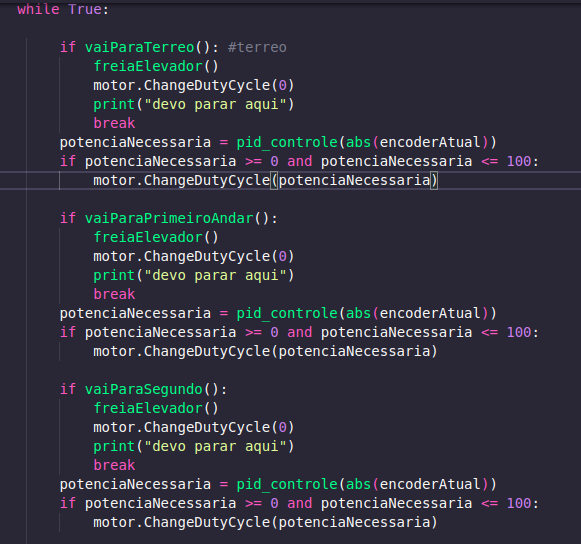 while True:
if vaiParaTerreo(): #terreo
freiaElevador()
motor.ChangeDutyCycle(0)
print("devo parar aqui")
break
potenciaNecessaria = pid_controle(abs(encoderAtual))
if potenciaNecessaria >= 0 and potenciaNecessaria <= 100:
motor.ChangeDutyCycle(potenciaNecessaria)
if vaiParaPrimeiroAndar():
freiaElevador()
motor.ChangeDutyCycle(0)
print("devo parar aqui")
break
potenciaNecessaria = pid_controle(abs(encoderAtual))
if potenciaNecessaria >= 0 and potenciaNecessaria <= 100:
motor.ChangeDutyCycle(potenciaNecessaria)
if vaiParaSegundo():
freiaElevador()
motor.ChangeDutyCycle(0)
print("devo parar aqui")
break
potenciaNecessaria = pid_controle(abs(encoderAtual))
if potenciaNecessaria >= 0 and potenciaNecessaria <= 100:
motor.ChangeDutyCycle(potenciaNecessaria)